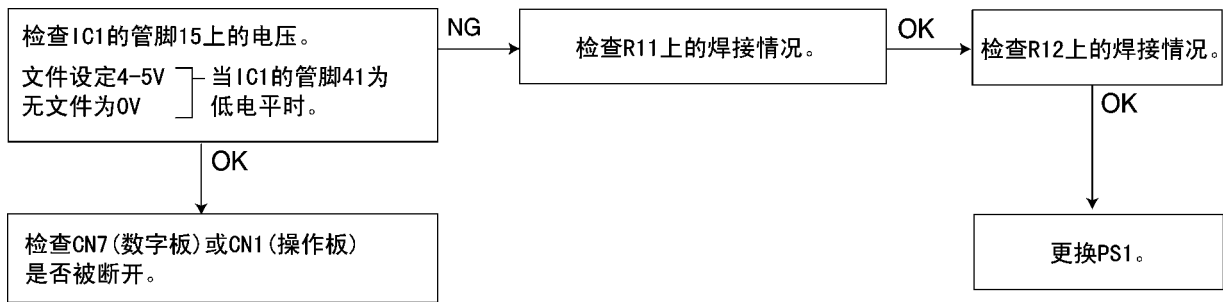 检查IC1的管脚15上的电压。
文件设定4-5V
无文件为0V
当IC1的管脚41为
低电平时。
NG
检查R11上的焊接情况。
OK
检查R12上的焊接情况。
OK
OK
检查CN7(数字板)或CN1(操作板)
是否被断开。
更换PS1。